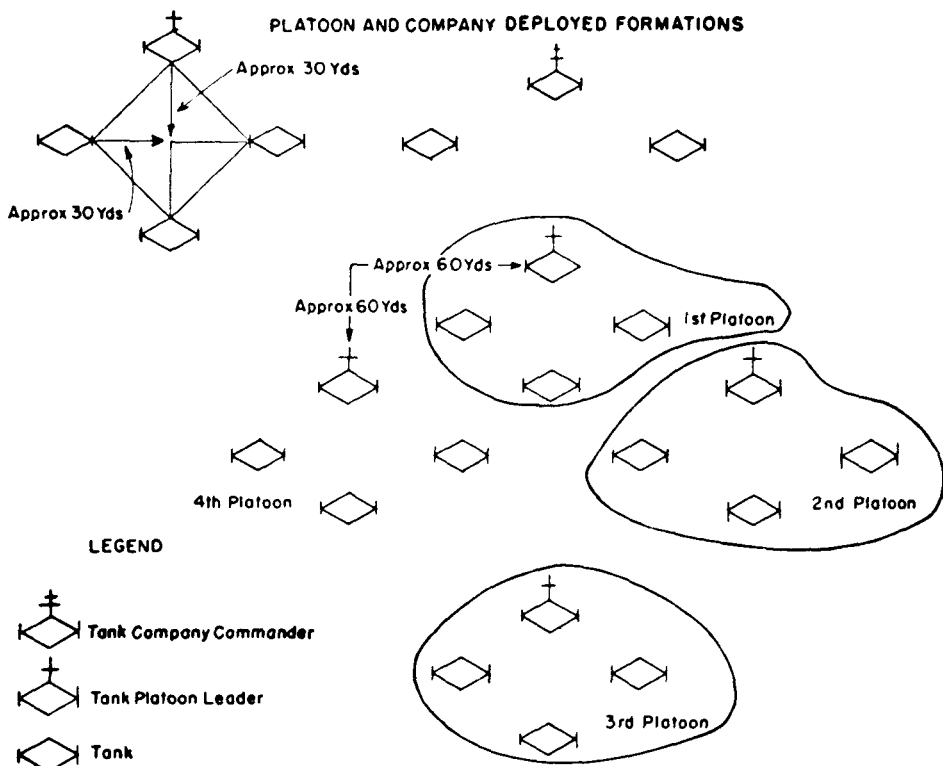 PLATOON AND COMPANY DEPLOYED FORMATIONS
Approx 30 Yds
Approx 30 Yds
Approx 60 Yds
Approx 60 Yds
1st Platoon
4th Platoon
2nd Platoon
LEGEND
Tank Company Commander
Tank Platoon Leader
3rd Platoon
Tank